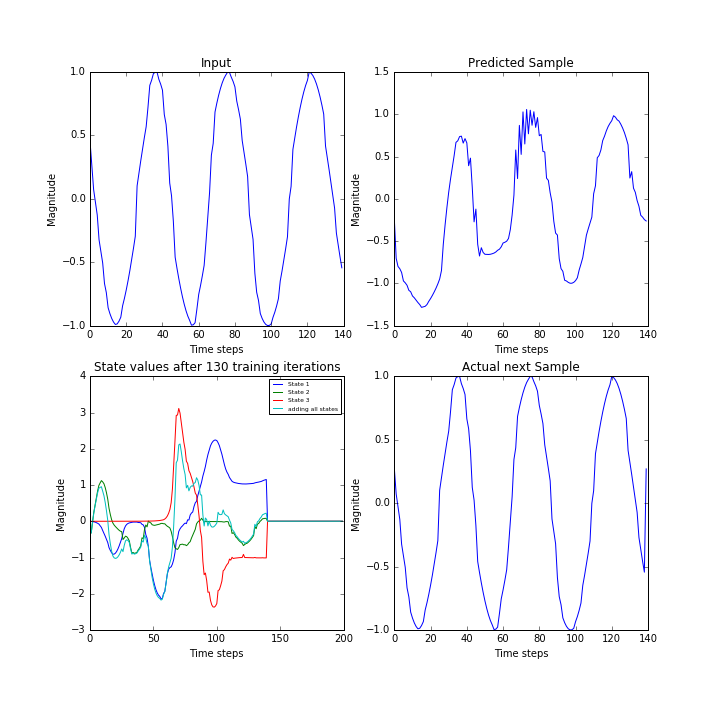 Input
1.0
0.5
0.0
−0.5
−1.0
Magnitude
0 20 40 60 80 100 120 140
Time steps
Predicted Sample
1.5
1.0
0.5
0.0
−0.5
−1.0
−1.5
Magnitude
0 20 40 60 80 100 120 140
Time steps
State values after 130 training iterations
4
3
2
1
0
−1
−2
−3
Magnitude
State 1
State 2
State 3
adding all states
0 50 100 150 200
Time steps
Actual next Sample
1.0
0.5
0.0
−0.5
−1.0
Magnitude
0 20 40 60 80 100 120 140
Time steps